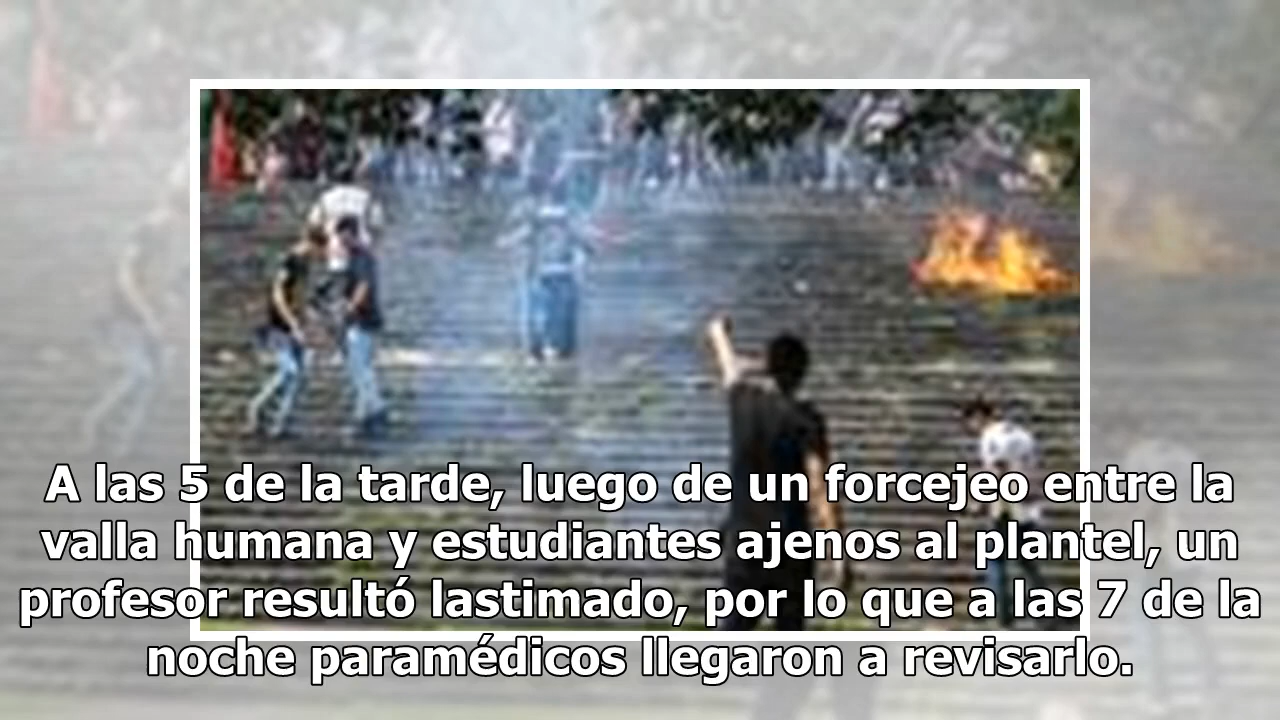 A las 5 de la tarde, luego de un forcejeo entre la
valla humana y estudiantes ajenos al plantel, un
profesor resultó lastimado, por lo que a las 7 de la
noche paramédicos llegaron a revisarlo.